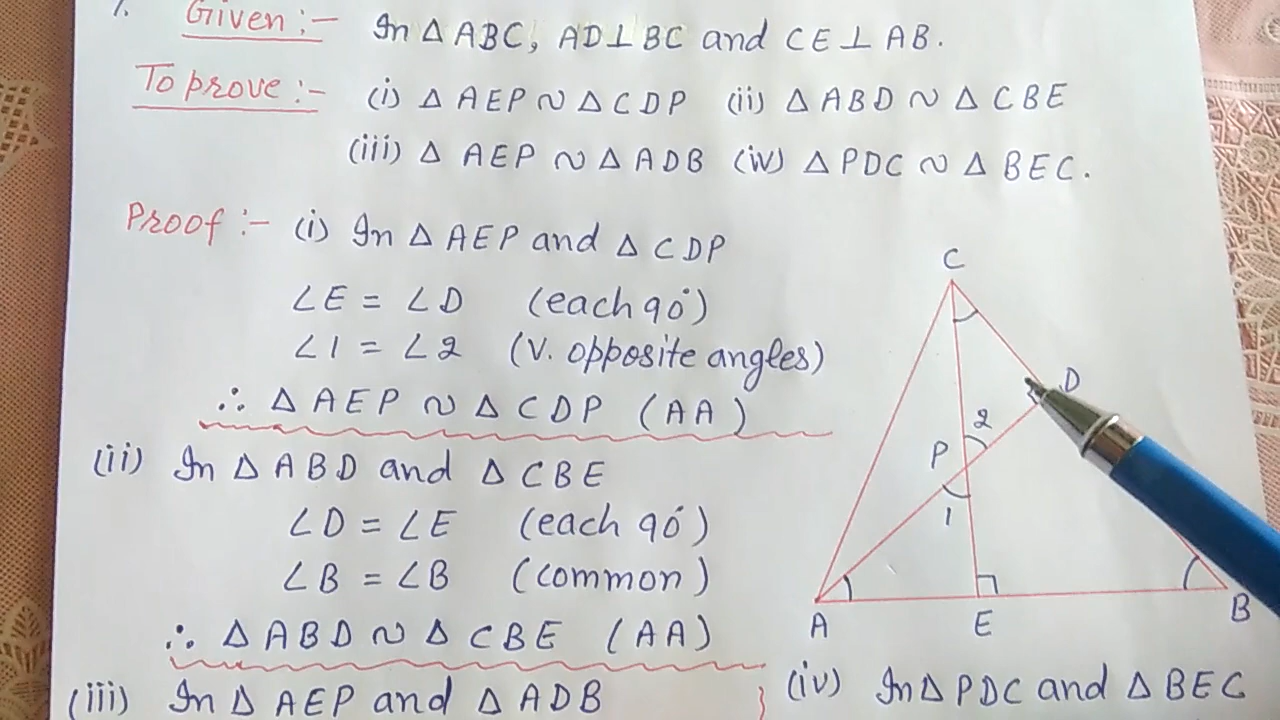 1. Given :- In △ ABC, AD⊥BC and CE⊥AB.
To prove :- (i) △ AEP ~ △ CDP (ii) △ ABD ~ △ CBE
(iii) △ AEP ~ △ ADB (iv) △ PDC ~ △ BEC.
Proof :- (i) In △ AEP and △ CDP
∠E = ∠D (each 90°)
∠1 = ∠2 (V. opposite angles)
∴ △ AEP ~ △ CDP (AA)
(ii) In △ ABD and △ CBE
∠D = ∠E (each 90°)
∠B = ∠B (common)
∴ △ ABD ~ △ CBE (AA)
(iii) In △ AEP and △ ADB
C
D
2
P
1
A
E
B
(iv) In △ PDC and △ BEC